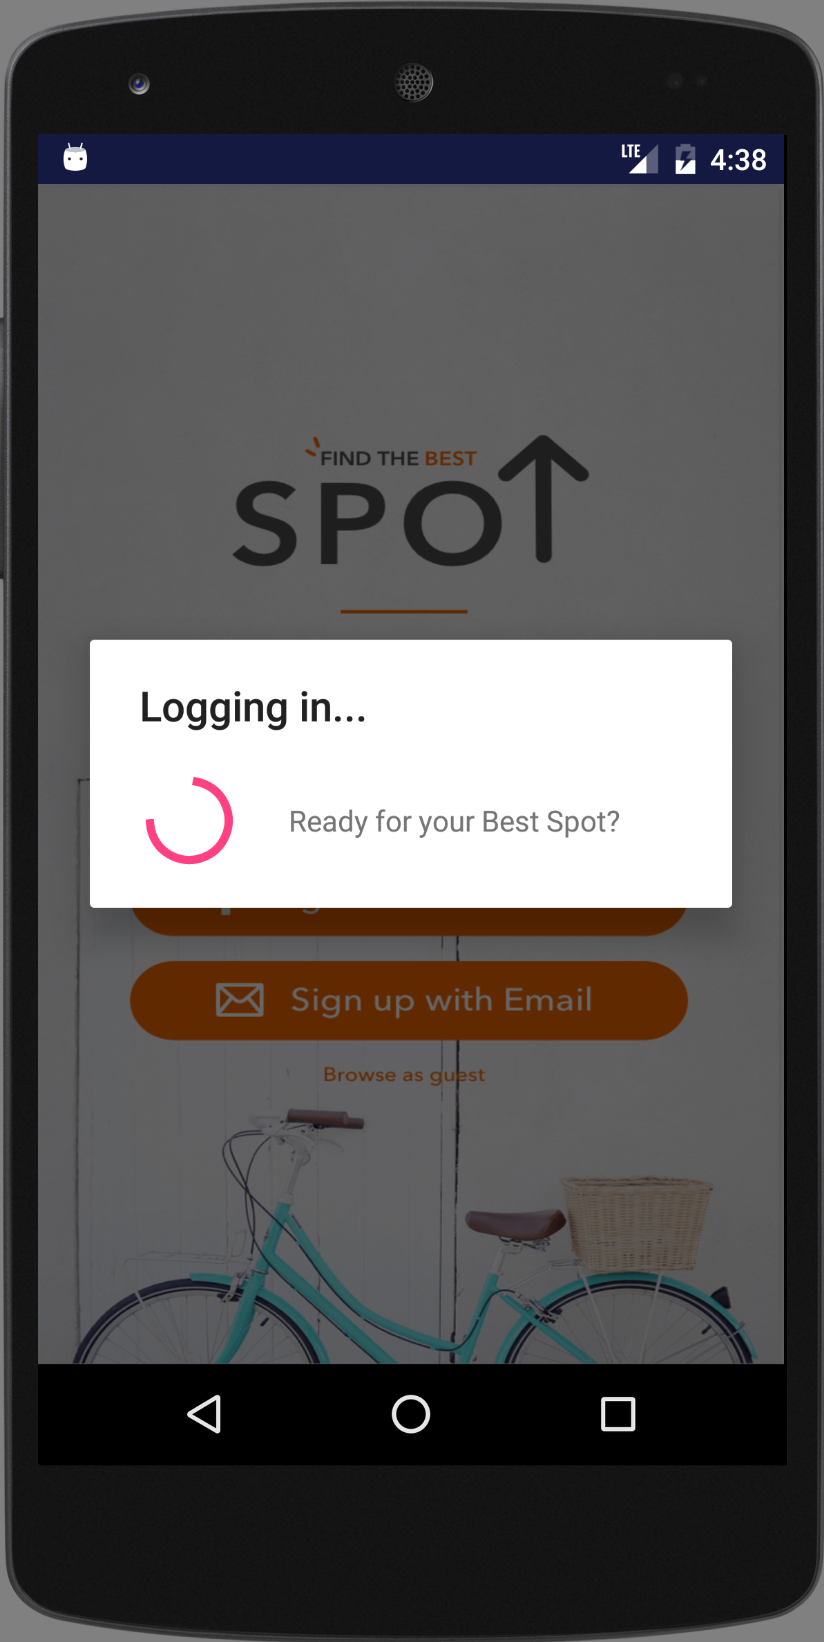 LTE 4:38
FIND THE BEST
SPOT
Logging in...
Ready for your Best Spot?
Sign up with Email
Browse as guest